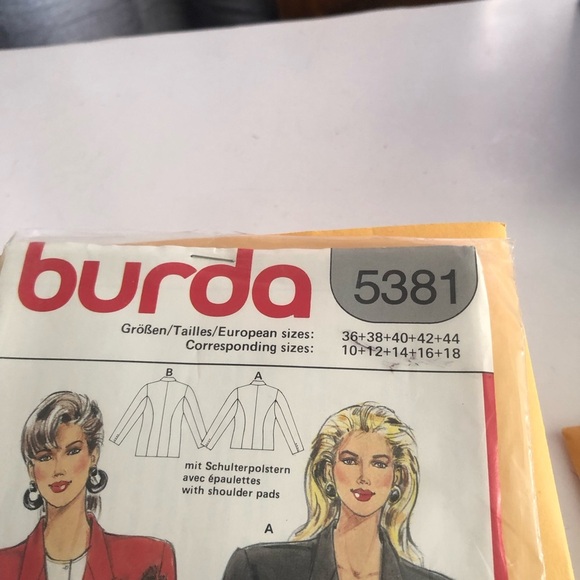 burda
5381
Größen/Tailles/European sizes: 36+38+40+42+44
Corresponding sizes: 10+12+14+16+18
B
A
mit Schulterpolstern
avec épaulettes
with shoulder pads
A